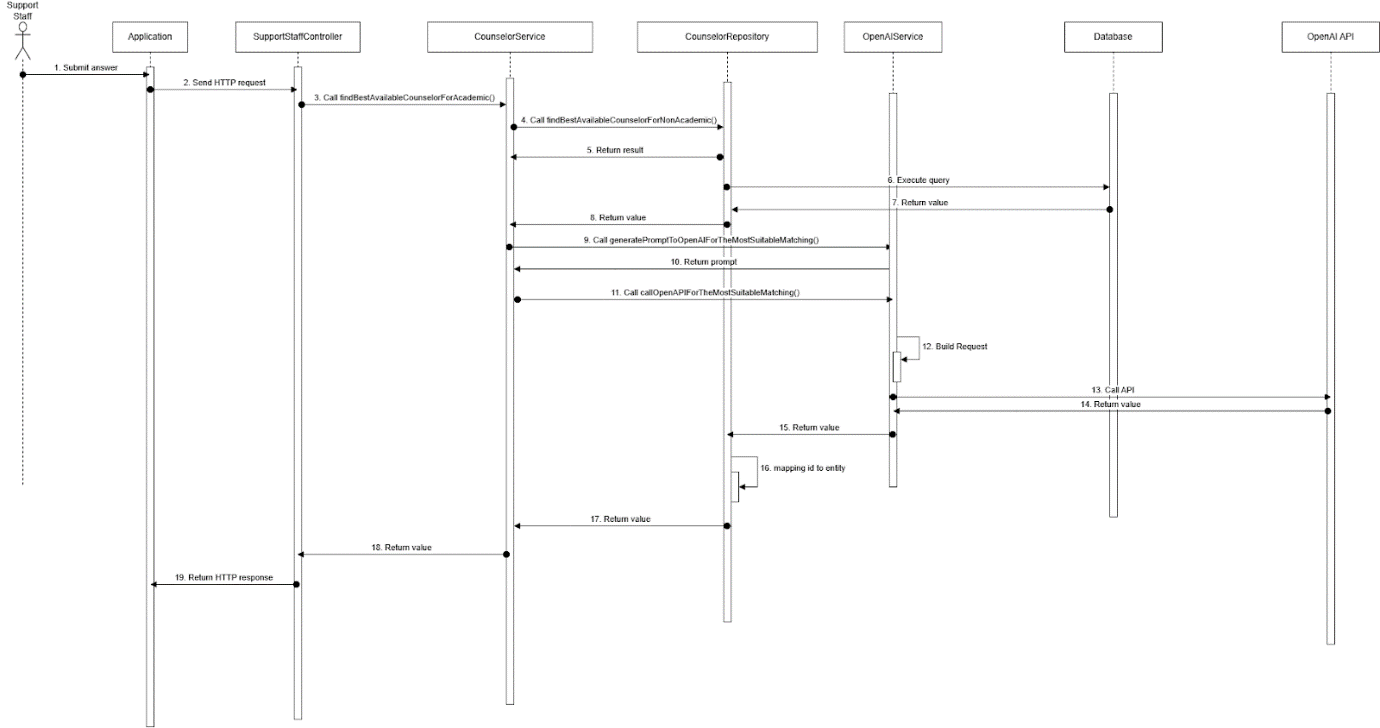 Support
Staff
Application
SupportStaffController
CounselorService
CounselorRepository
OpenAIService
Database
OpenAI API
1. Submit answer
2. Send HTTP request
3. Call findBestAvailableCounselorForAcademic()
4. Call findBestAvailableCounselorForNonAcademic()
5. Return result
6. Execute query
7. Return value
8. Return value
9. Call generatePromptToOpenAIForTheMostSuitableMatching()
10. Return prompt
11. Call callOpenAPIForTheMostSuitableMatching()
12. Build Request
13. Call API
14. Return value
15. Return value
16. mapping id to entity
17. Return value
18. Return value
19. Return HTTP response